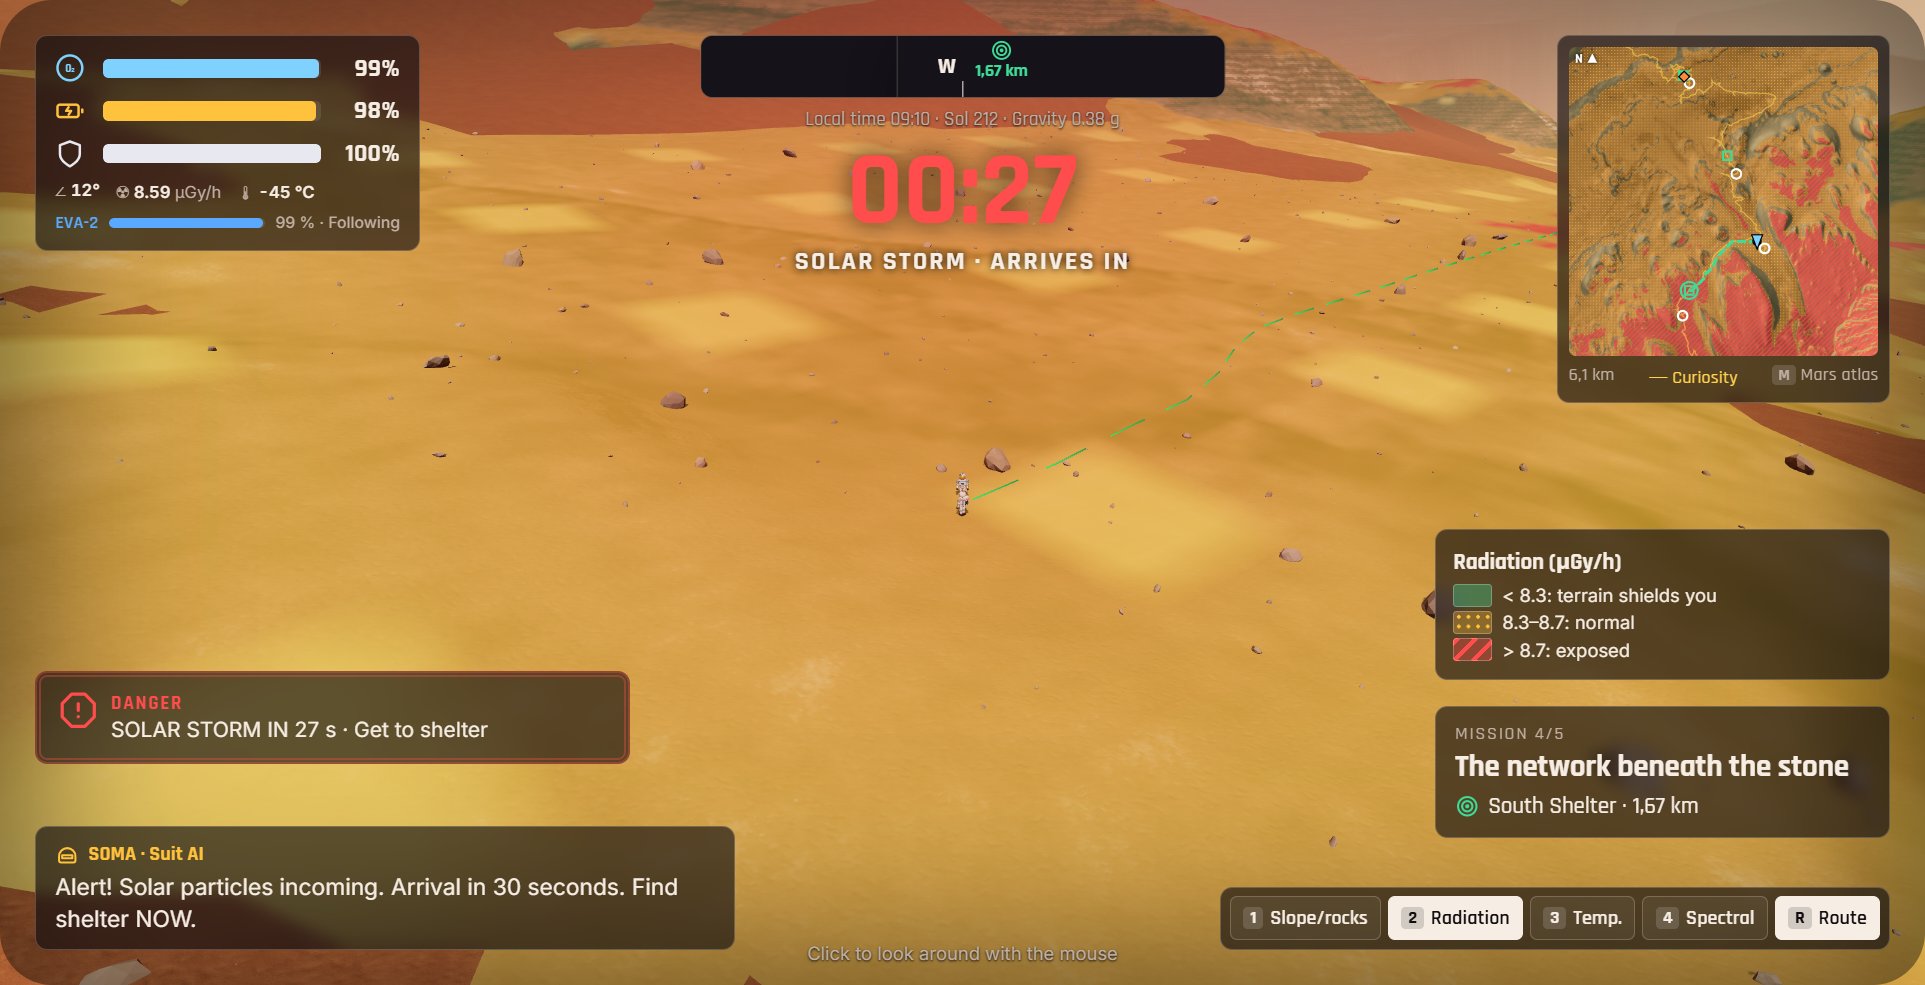 O₂ 99%
98%
100%
∠ 12° 8.59 µGy/h -45 °C
EVA-2 99 % · Following
W 1,67 km
Local time 09:10 · Sol 212 · Gravity 0.38 g
00:27
SOLAR STORM · ARRIVES IN
N ▲
6,1 km — Curiosity M Mars atlas
Radiation (µGy/h)
< 8.3: terrain shields you
8.3–8.7: normal
> 8.7: exposed
DANGER
SOLAR STORM IN 27 s · Get to shelter
MISSION 4/5
The network beneath the stone
South Shelter · 1,67 km
SOMA · Suit AI
Alert! Solar particles incoming. Arrival in 30 seconds. Find
shelter NOW.
1 Slope/rocks 2 Radiation 3 Temp. 4 Spectral R Route
Click to look around with the mouse